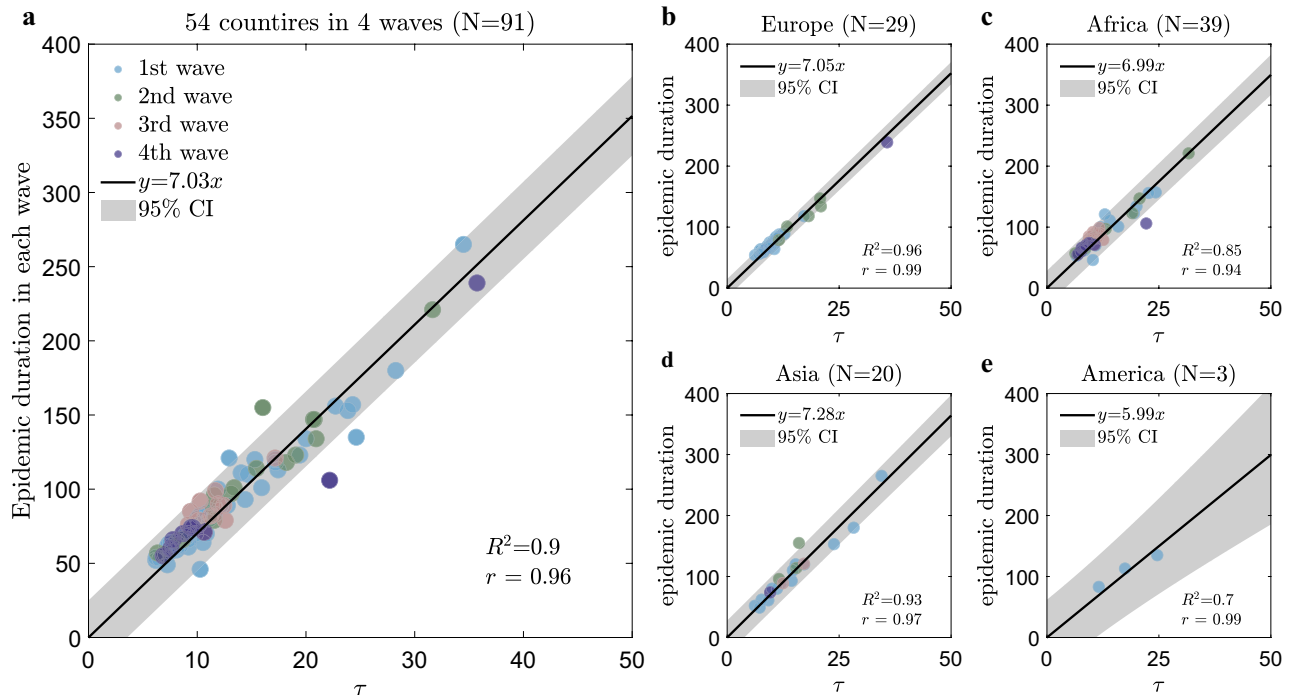 a
54 countires in 4 waves (N=91)
Epidemic duration in each wave
400
350
300
250
200
150
100
50
0
1st wave
2nd wave
3rd wave
4th wave
y=7.03x
95% CI
R²=0.9
r = 0.96
0 10 20 30 40 50
τ
b
Europe (N=29)
epidemic duration
400
300
200
100
0
y=7.05x
95% CI
R²=0.96
r = 0.99
0 25 50
τ
c
Africa (N=39)
epidemic duration
400
300
200
100
0
y=6.99x
95% CI
R²=0.85
r = 0.94
0 25 50
τ
d
Asia (N=20)
epidemic duration
400
300
200
100
0
y=7.28x
95% CI
R²=0.93
r = 0.97
0 25 50
τ
e
America (N=3)
epidemic duration
400
300
200
100
0
y=5.99x
95% CI
R²=0.7
r = 0.99
0 25 50
τ